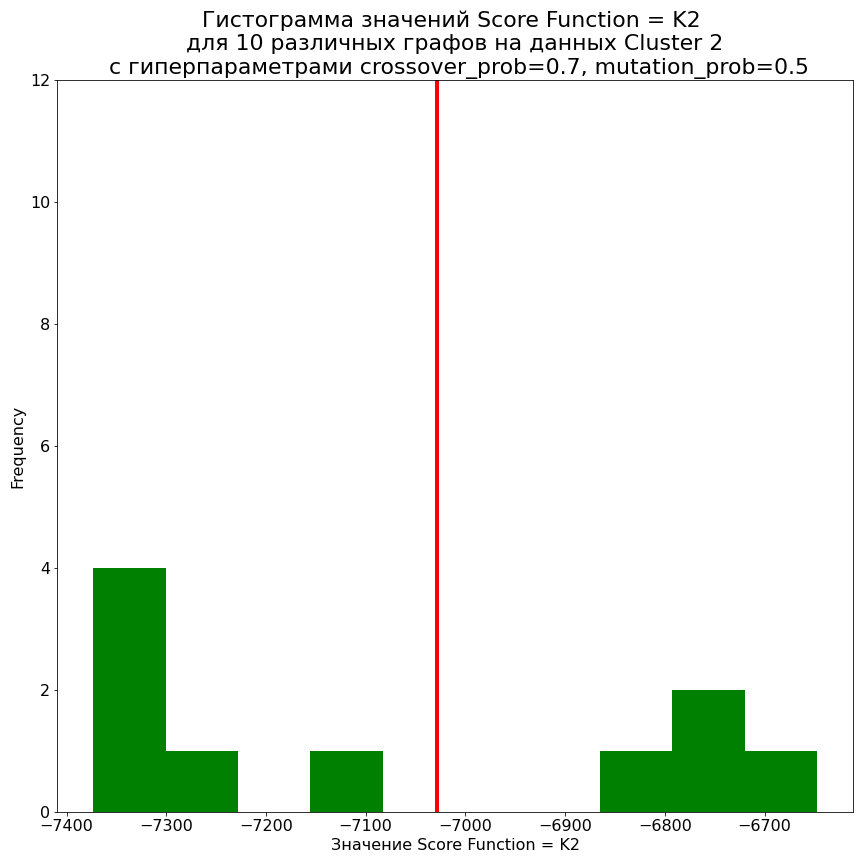 Гистограмма значений Score Function = K2
для 10 различных графов на данных Cluster 2
с гиперпараметрами crossover_prob=0.7, mutation_prob=0.5
12
10
8
6
4
2
0
Frequency
−7400 −7300 −7200 −7100 −7000 −6900 −6800 −6700
Значение Score Function = K2